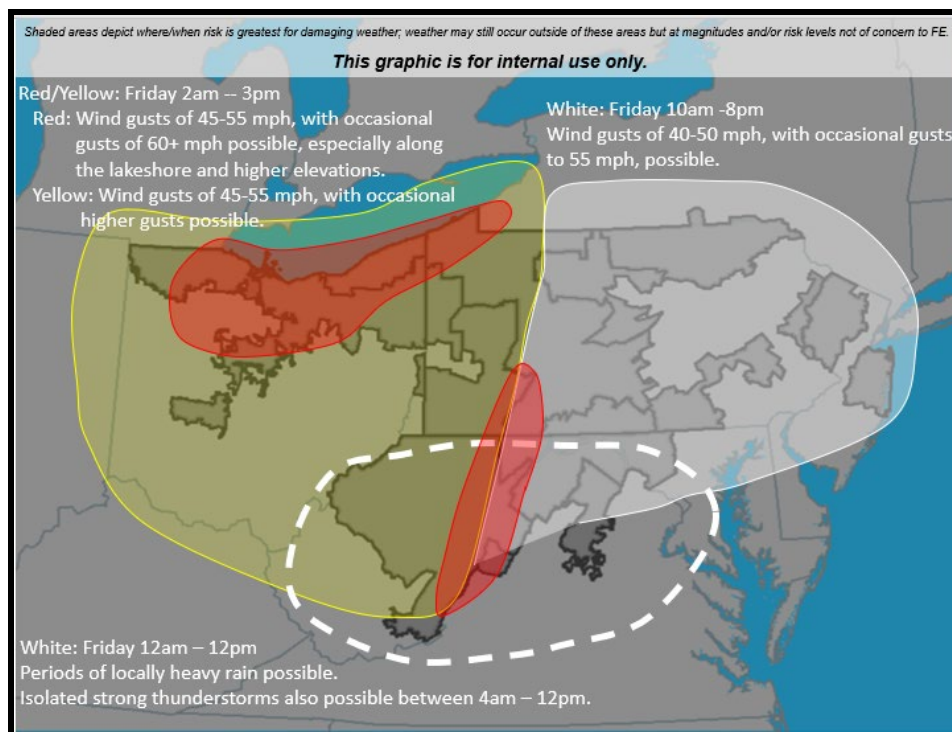 Shaded areas depict where/when risk is greatest for damaging weather; weather may still occur outside of these areas but at magnitudes and/or risk levels not of concern to FE.
This graphic is for internal use only.
Red/Yellow: Friday 2am -- 3pm
Red: Wind gusts of 45-55 mph, with occasional
gusts of 60+ mph possible, especially along
the lakeshore and higher elevations.
Yellow: Wind gusts of 45-55 mph, with occasional
higher gusts possible.
White: Friday 10am -8pm
Wind gusts of 40-50 mph, with occasional gusts
to 55 mph, possible.
White: Friday 12am – 12pm
Periods of locally heavy rain possible.
Isolated strong thunderstorms also possible between 4am – 12pm.